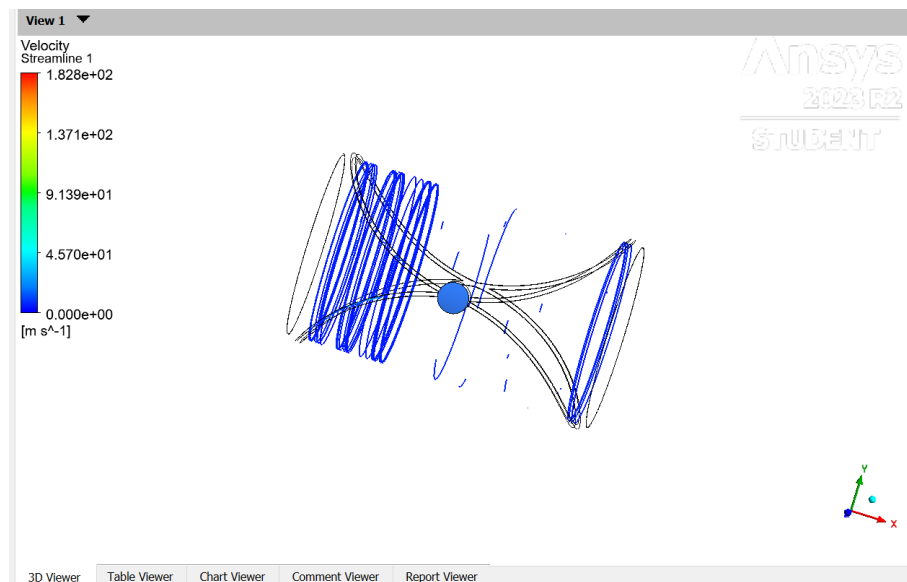 View 1
Velocity
Streamline 1
1.828e+02
1.371e+02
9.139e+01
4.570e+01
0.000e+00
[m s^-1]
Ansys
2023 R2
STUDENT
Y
X
3D Viewer Table Viewer Chart Viewer Comment Viewer Report Viewer